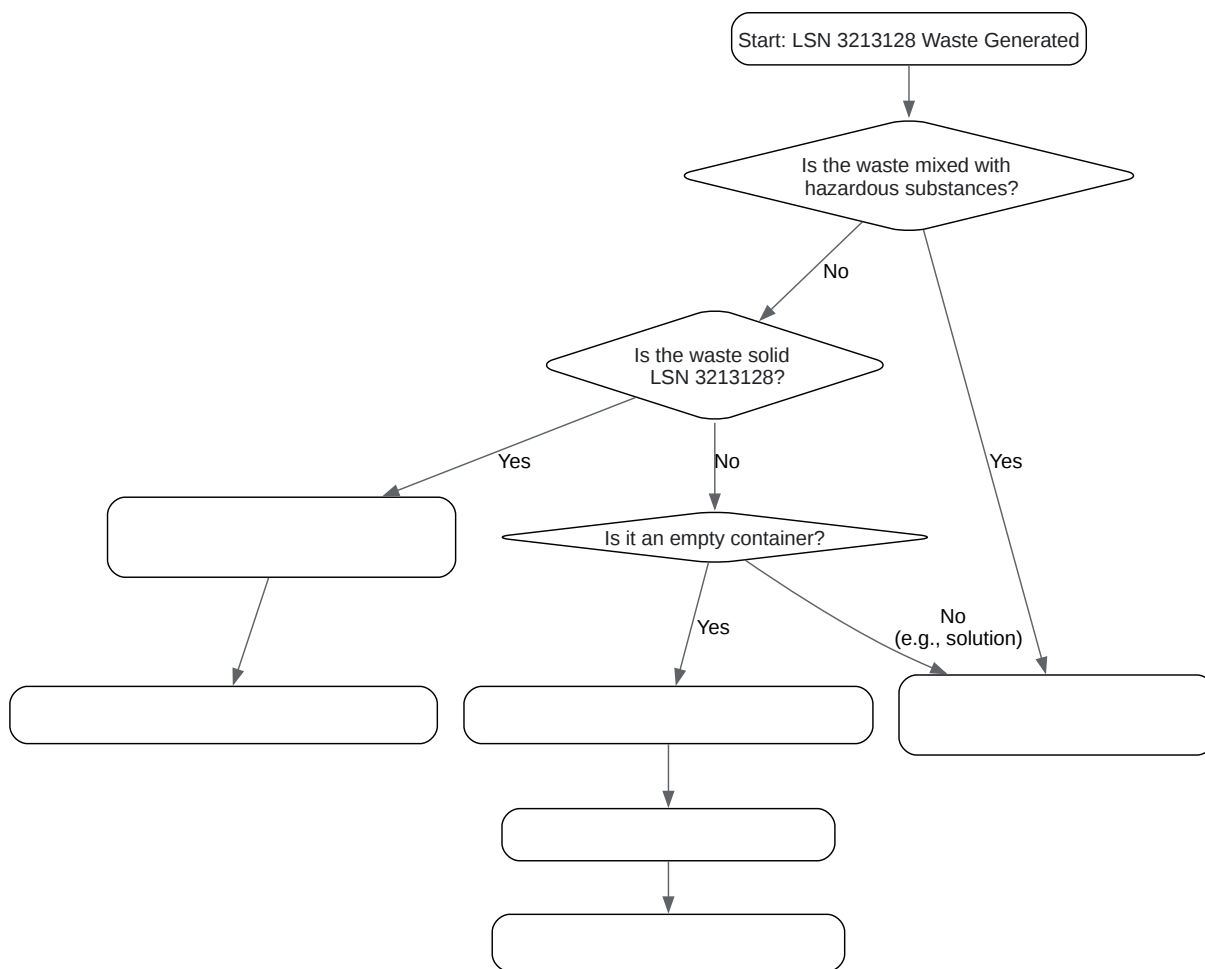 Start: LSN 3213128 Waste Generated
Is the waste mixed with
hazardous substances?
No
Is the waste solid
LSN 3213128?
Yes
No
Yes
Is it an empty container?
Yes
No
(e.g., solution)